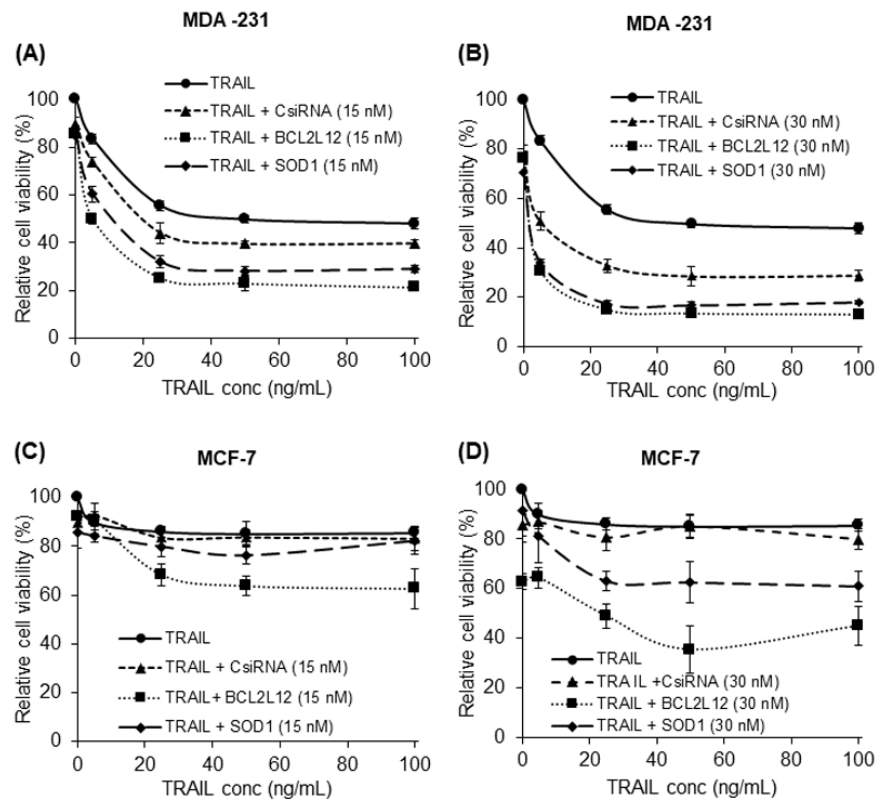 MDA -231
(A)
TRAIL
TRAIL + CsiRNA (15 nM)
TRAIL + BCL2L12 (15 nM)
TRAIL + SOD1 (15 nM)
Relative cell viability (%)
100
80
60
40
20
0
0 20 40 60 80 100
TRAIL conc (ng/mL)
MDA -231
(B)
TRAIL
TRAIL + CsiRNA (30 nM)
TRAIL + BCL2L12 (30 nM)
TRAIL + SOD1 (30 nM)
Relative cell viability (%)
100
80
60
40
20
0
0 20 40 60 80 100
TRAIL conc (ng/mL)
(C)
MCF-7
Relative cell viability (%)
100
80
60
40
20
0
TRAIL
TRAIL + CsiRNA (15 nM)
TRAIL+ BCL2L12 (15 nM)
TRAIL + SOD1 (15 nM)
0 20 40 60 80 100
TRAIL conc (ng/mL)
(D)
MCF-7
Relative cell viability (%)
100
80
60
40
20
0
TRAIL
TRA IL +CsiRNA (30 nM)
TRAIL + BCL2L12 (30 nM)
TRAIL + SOD1 (30 nM)
0 20 40 60 80 100
TRAIL conc (ng/mL)